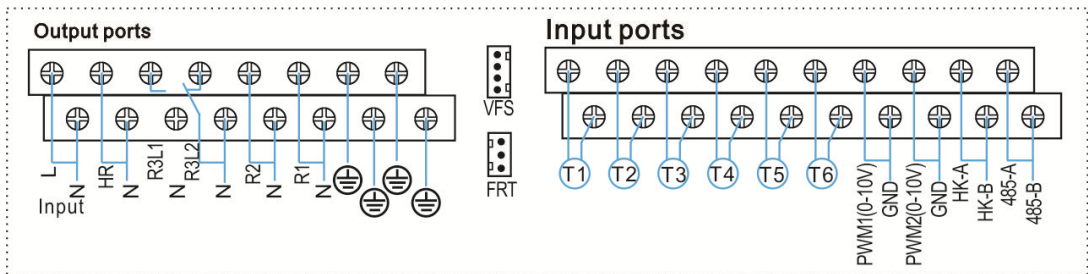 Output ports
L
N
HR
N
R3L1
N
R3L2
N
R2
N
R1
N
Input
VFS
FRT
Input ports
T1
T2
T3
T4
T5
T6
PWM1(0-10V)
GND
PWM2(0-10V)
GND
HK-A
HK-B
485-A
485-B